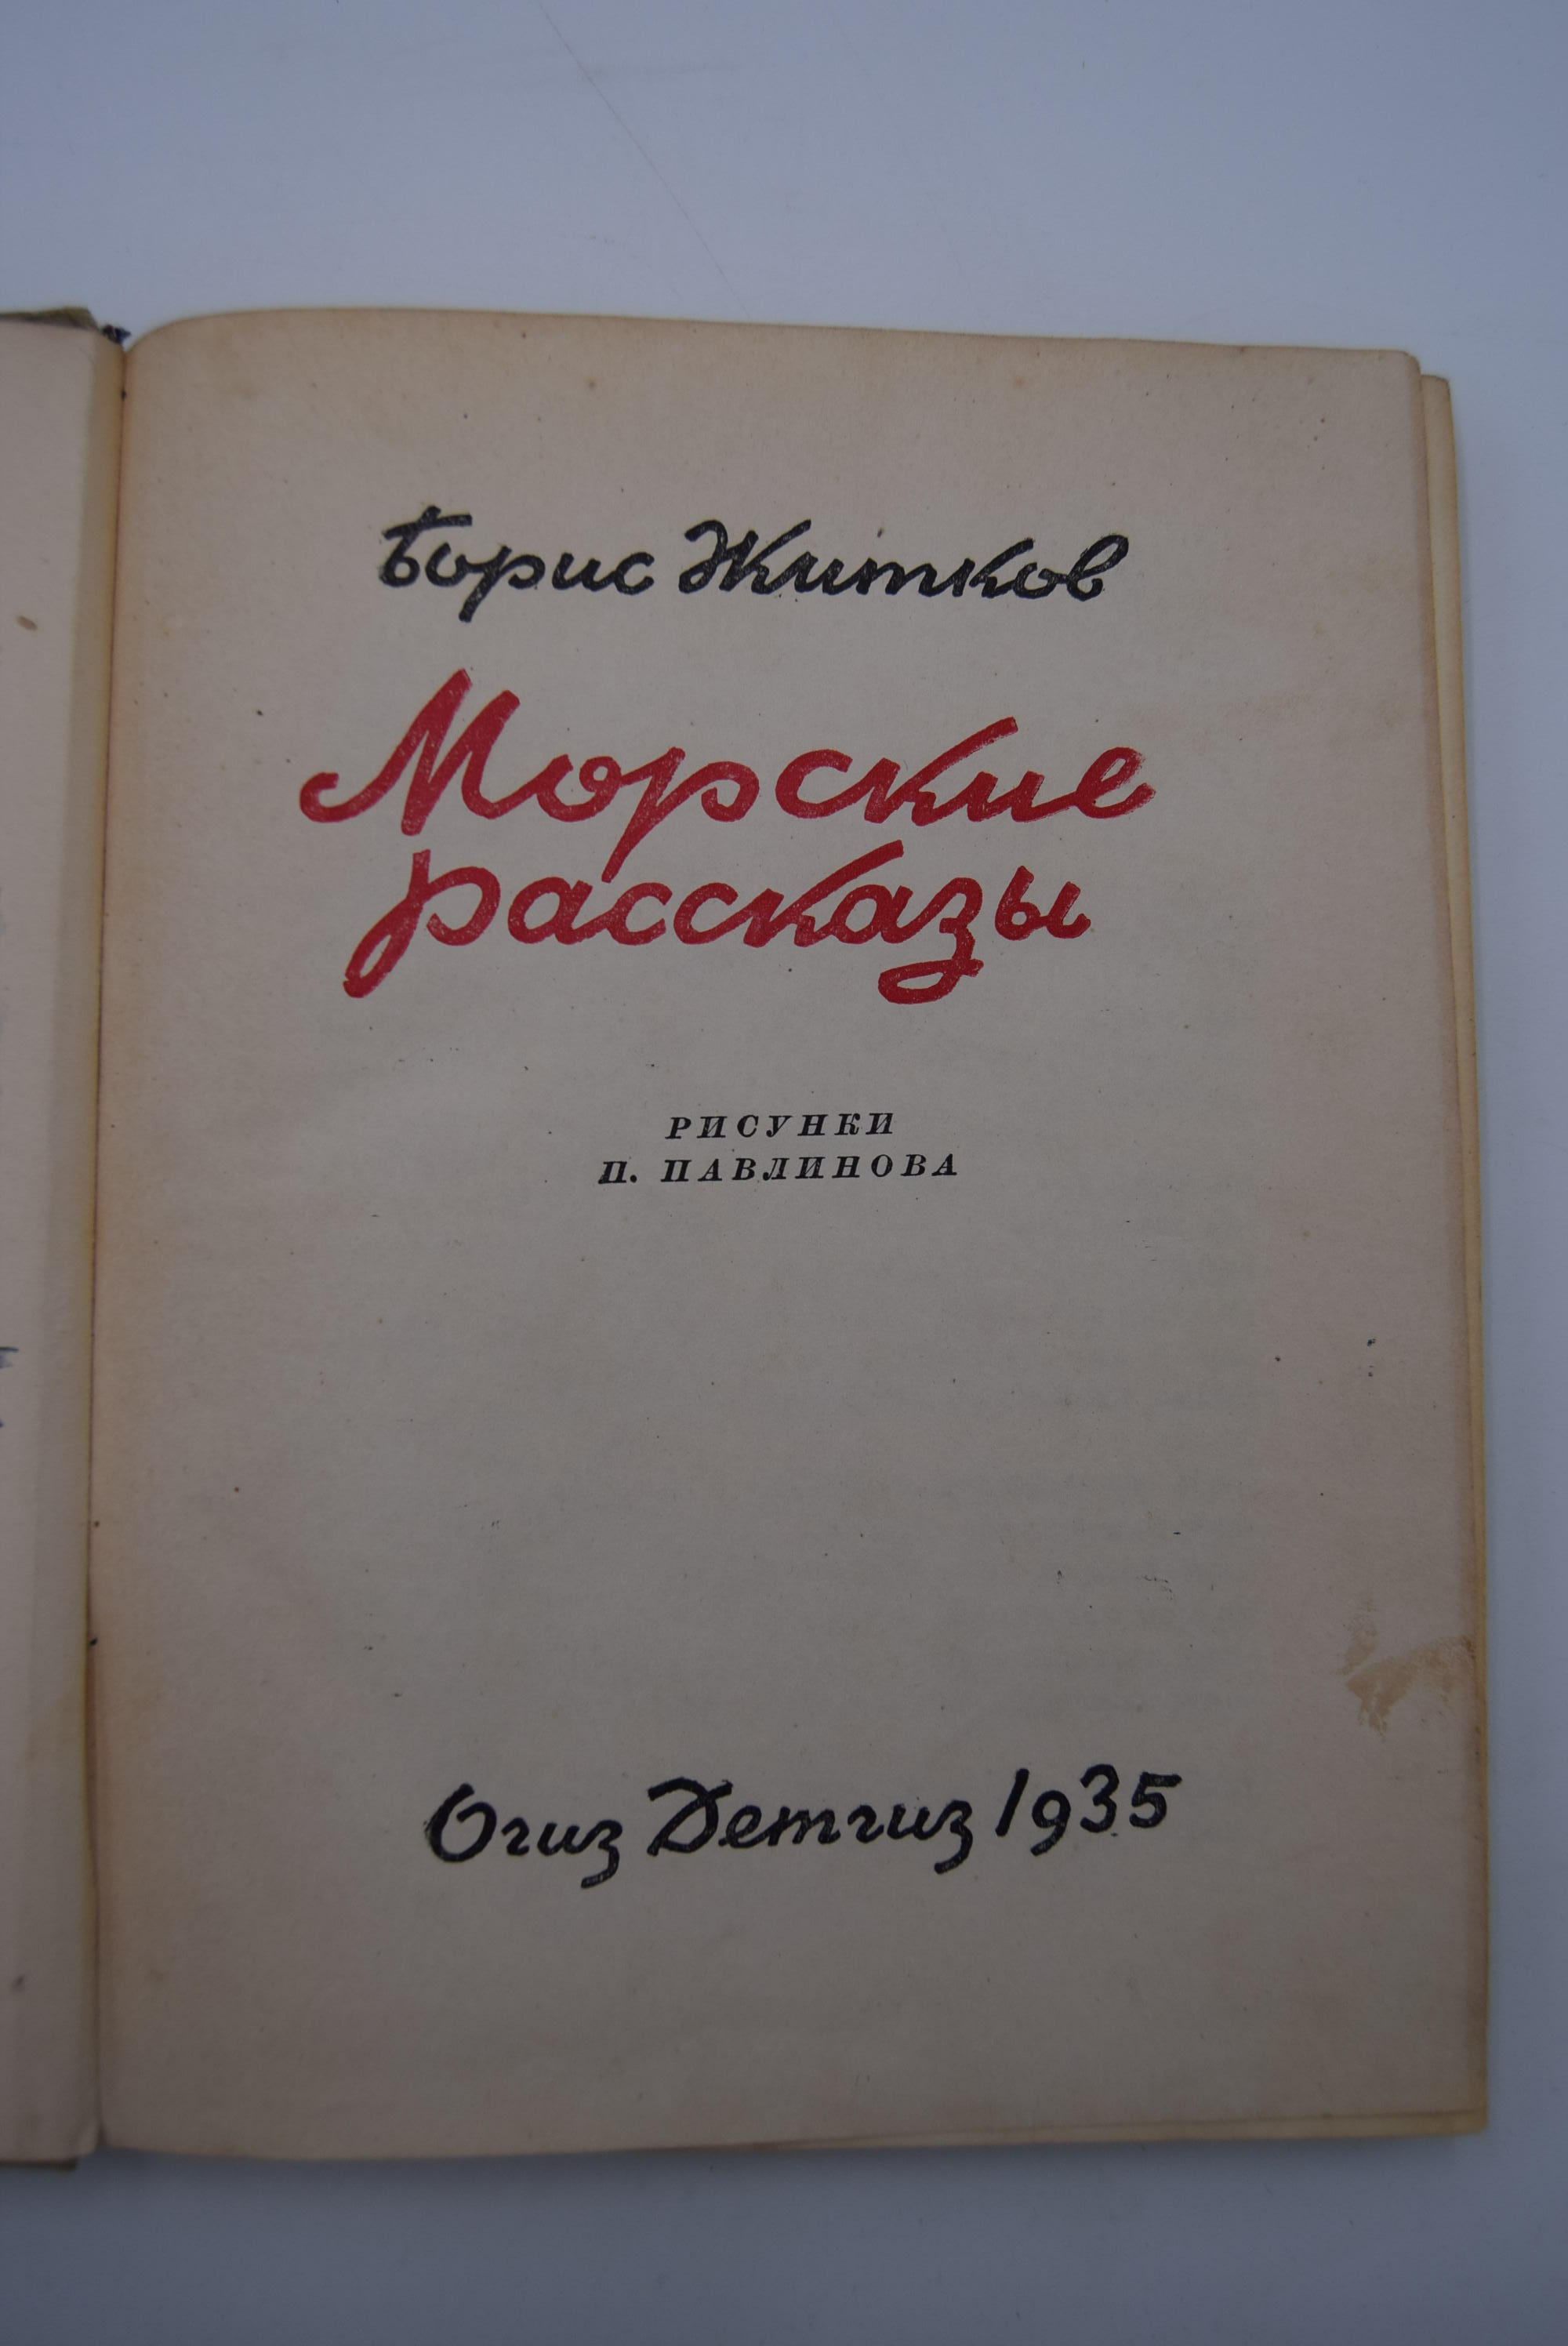 Борис Житков
Морские
рассказы
РИСУНКИ
П. ПАВЛИНОВА
Огиз Детгиз 1935